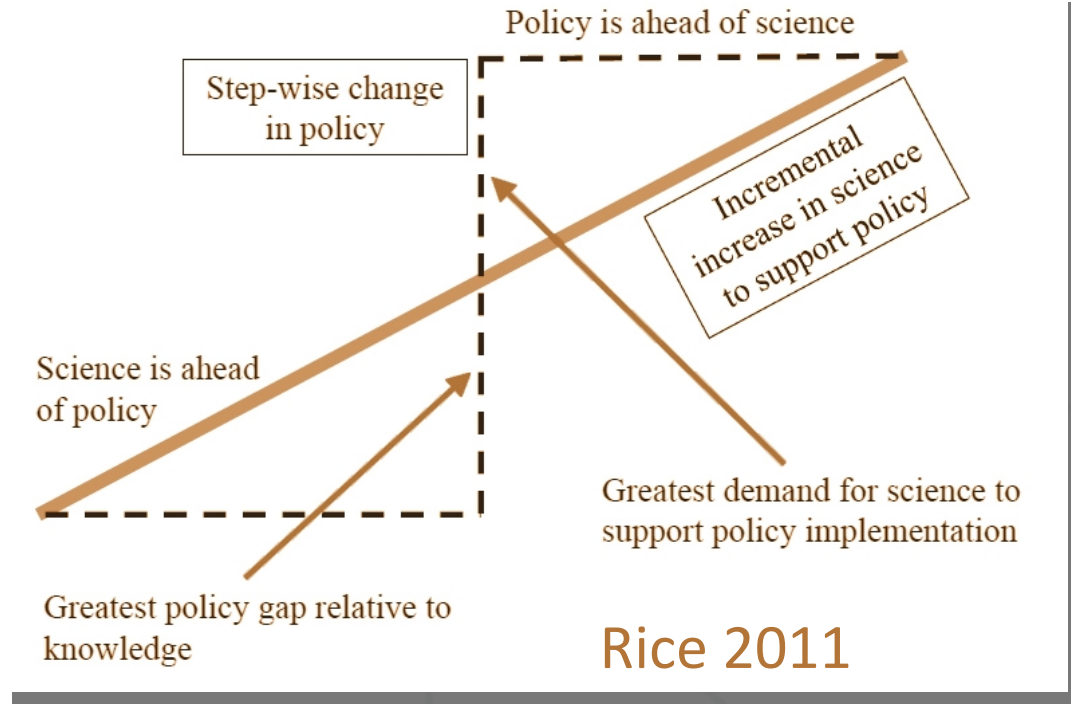 Policy is ahead of science
Step-wise change
in policy
Incremental
increase in science
to support policy
Science is ahead
of policy
Greatest demand for science to
support policy implementation
Greatest policy gap relative to
knowledge
Rice 2011